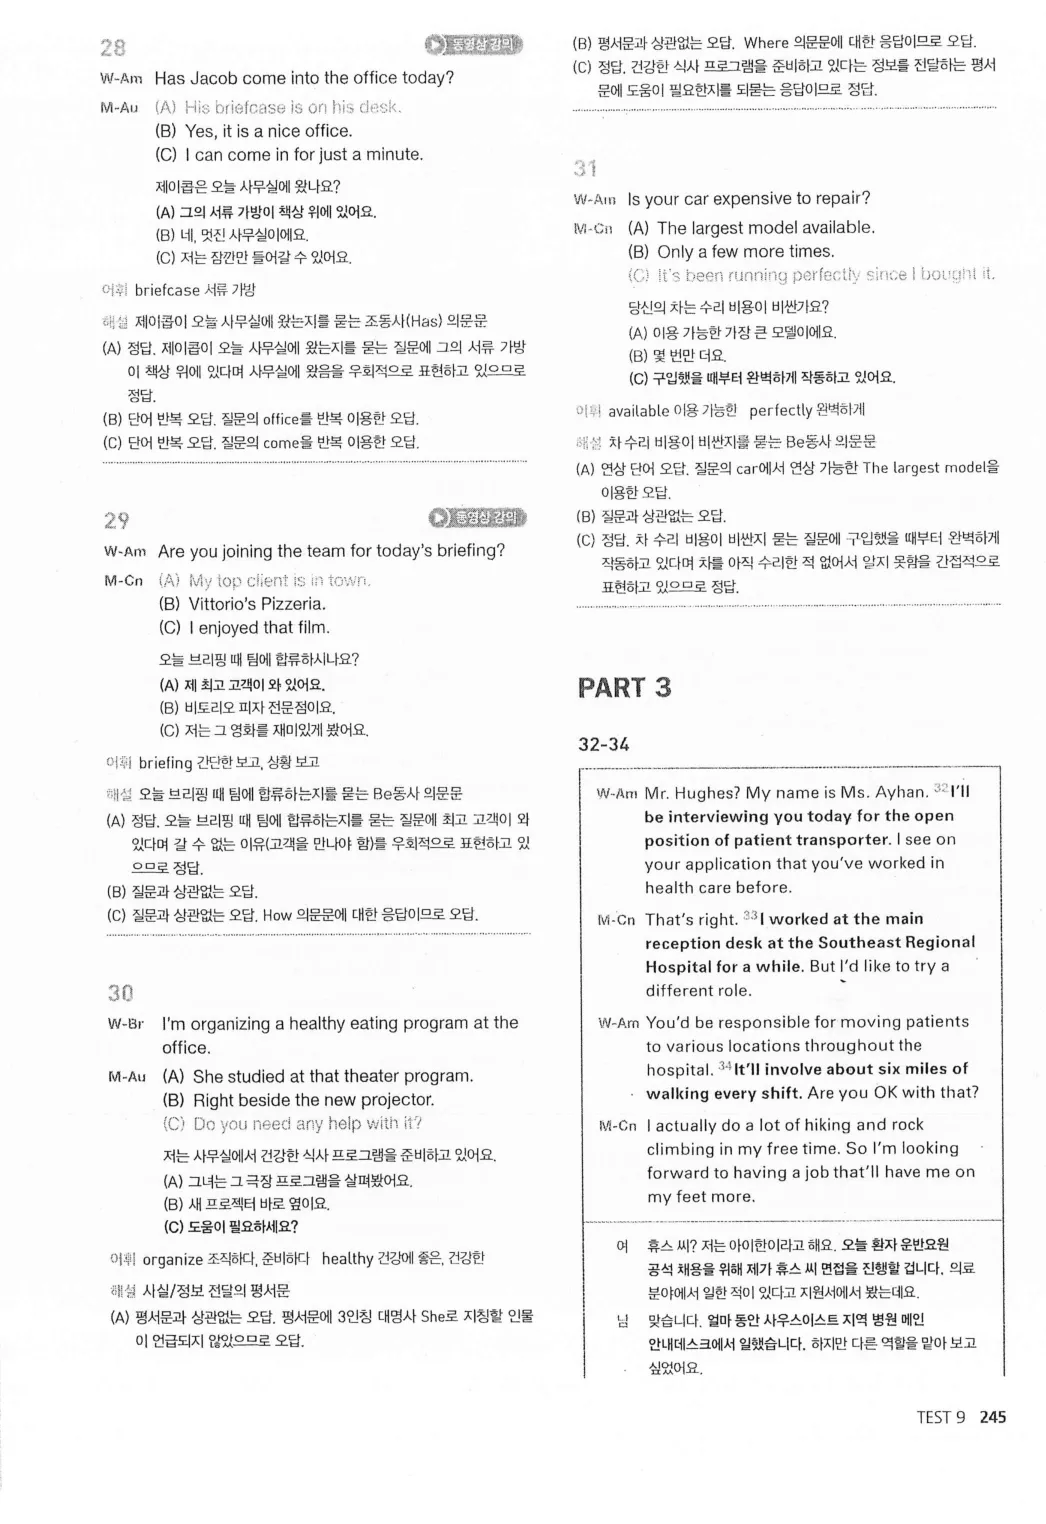 28
동영상 강의
W-Am Has Jacob come into the office today?
M-Au (A) His briefcase is on his desk.
(B) Yes, it is a nice office.
(C) I can come in for just a minute.
제이콥은 오늘 사무실에 왔나요?
(A) 그의 서류 가방이 책상 위에 있어요.
(B) 네, 멋진 사무실이에요.
(C) 저는 잠깐만 들어갈 수 있어요.
어휘 briefcase 서류 가방
해설 제이콥이 오늘 사무실에 왔는지를 묻는 조동사(Has) 의문문
(A) 정답. 제이콥이 오늘 사무실에 왔는지를 묻는 질문에 그의 서류 가방
이 책상 위에 있다며 사무실에 왔음을 우회적으로 표현하고 있으므로
정답.
(B) 단어 반복 오답. 질문의 office를 반복 이용한 오답.
(C) 단어 반복 오답. 질문의 come을 반복 이용한 오답.
29
동영상 강의
W-Am Are you joining the team for today's briefing?
M-Cn (A) My top client is in town.
(B) Vittorio's Pizzeria.
(C) I enjoyed that film.
오늘 브리핑 때 팀에 합류하시나요?
(A) 제 최고 고객이 와 있어요.
(B) 비토리오 피자 전문점이요.
(C) 저는 그 영화를 재미있게 봤어요.
어휘 briefing 간단한 보고, 상황 보고
해설 오늘 브리핑 때 팀에 합류하는지를 묻는 Be동사 의문문
(A) 정답. 오늘 브리핑 때 팀에 합류하는지를 묻는 질문에 최고 고객이 와
있다며 갈 수 없는 이유(고객을 만나야 함)를 우회적으로 표현하고 있
으므로 정답.
(B) 질문과 상관없는 오답.
(C) 질문과 상관없는 오답. How 의문문에 대한 응답이므로 오답.
30
W-Br I'm organizing a healthy eating program at the
office.
M-Au (A) She studied at that theater program.
(B) Right beside the new projector.
(C) Do you need any help with it?
저는 사무실에서 건강한 식사 프로그램을 준비하고 있어요.
(A) 그녀는 그 극장 프로그램을 살펴봤어요.
(B) 새 프로젝터 바로 옆이요.
(C) 도움이 필요하세요?
어휘 organize 조직하다, 준비하다 healthy 건강에 좋은, 건강한
해설 사실/정보 전달의 평서문
(A) 평서문과 상관없는 오답. 평서문에 3인칭 대명사 She로 지칭할 인물
이 언급되지 않았으므로 오답.
(B) 평서문과 상관없는 오답. Where 의문문에 대한 응답이므로 오답.
(C) 정답. 건강한 식사 프로그램을 준비하고 있다는 정보를 전달하는 평서
문에 도움이 필요한지를 되묻는 응답이므로 정답.
31
W-Am Is your car expensive to repair?
M-Cn (A) The largest model available.
(B) Only a few more times.
(C) It's been running perfectly since I bought it.
당신의 차는 수리 비용이 비싼가요?
(A) 이용 가능한 가장 큰 모델이에요.
(B) 몇 번만 더요.
(C) 구입했을 때부터 완벽하게 작동하고 있어요.
어휘 available 이용 가능한 perfectly 완벽하게
해설 차 수리 비용이 비싼지를 묻는 Be동사 의문문
(A) 연상 단어 오답. 질문의 car에서 연상 가능한 The largest model을
이용한 오답.
(B) 질문과 상관없는 오답.
(C) 정답. 차 수리 비용이 비싼지 묻는 질문에 구입했을 때부터 완벽하게
작동하고 있다며 차를 아직 수리한 적 없어서 알지 못함을 간접적으로
표현하고 있으므로 정답.
PART 3
32-34
W-Am Mr. Hughes? My name is Ms. Ayhan. 32 I'll
be interviewing you today for the open
position of patient transporter. I see on
your application that you've worked in
health care before.
M-Cn That's right. 33 I worked at the main
reception desk at the Southeast Regional
Hospital for a while. But I'd like to try a
different role.
W-Am You'd be responsible for moving patients
to various locations throughout the
hospital. 34 It'll involve about six miles of
walking every shift. Are you OK with that?
M-Cn I actually do a lot of hiking and rock
climbing in my free time. So I'm looking
forward to having a job that'll have me on
my feet more.
여 휴스 씨? 저는 아이한이라고 해요. 오늘 환자 운반요원
공석 채용을 위해 제가 휴스 씨 면접을 진행할 겁니다. 의료
분야에서 일한 적이 있다고 지원서에서 봤는데요.
남 맞습니다. 얼마 동안 사우스이스트 지역 병원 메인
안내데스크에서 일했습니다. 하지만 다른 역할을 맡아 보고
싶었어요.
TEST 9 245